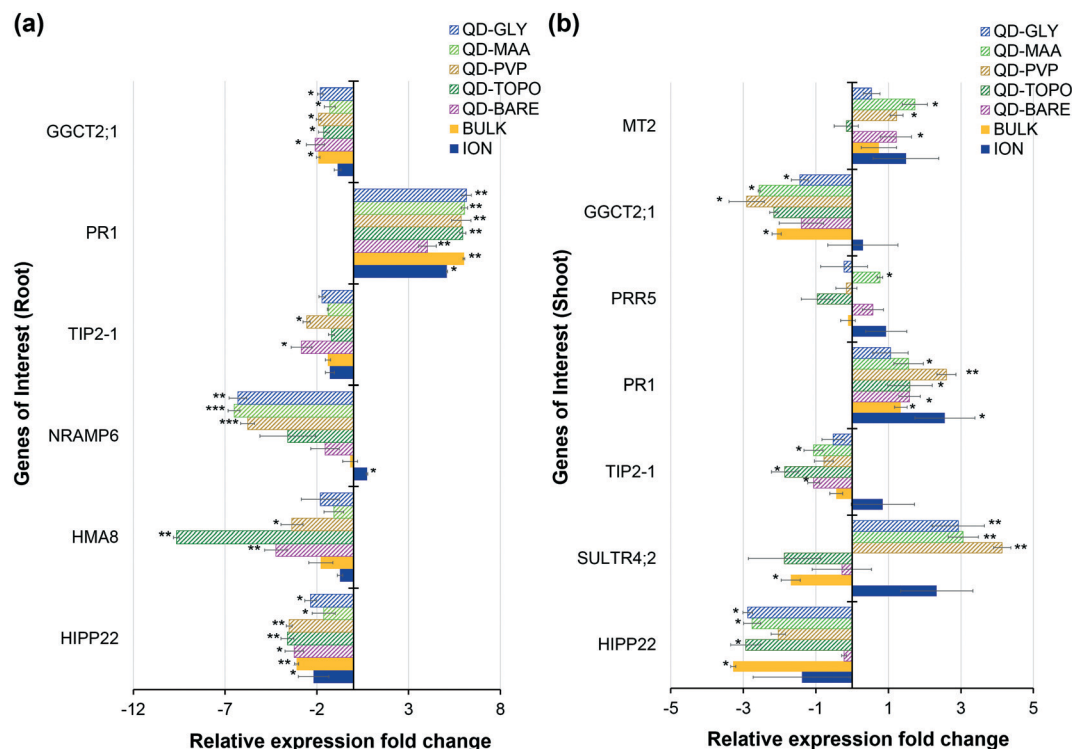 (a)
QD-GLY
QD-MAA
QD-PVP
QD-TOPO
QD-BARE
BULK
ION
Genes of Interest (Root)
GGCT2;1
*
*
*
*
*
*
PR1
**
**
**
**
**
**
*
TIP2-1
*
*
NRAMP6
**
***
***
*
HMA8
*
**
**
HIPP22
*
*
**
**
*
**
*
-12 -7 -2 3 8
Relative expression fold change
(b)
QD-GLY
QD-MAA
QD-PVP
QD-TOPO
QD-BARE
BULK
ION
Genes of Interest (Shoot)
MT2
*
*
*
GGCT2;1
*
*
*
*
PRR5
*
PR1
*
**
*
*
*
*
TIP2-1
*
*
*
SULTR4;2
**
**
**
*
HIPP22
*
*
*
*
-5 -3 -1 1 3 5
Relative expression fold change